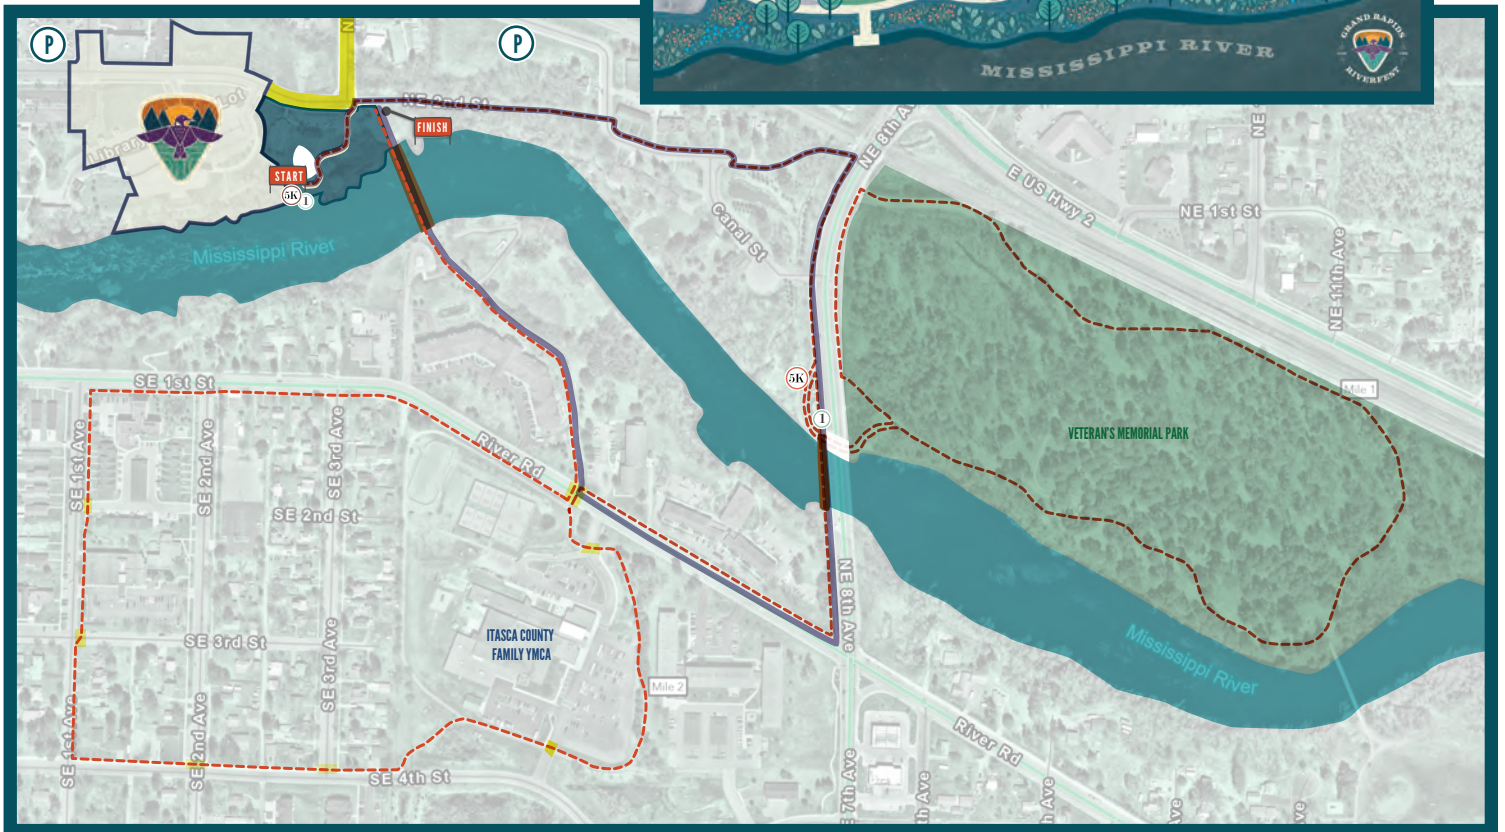 MISSISSIPPI RIVER
GRAND RAPIDS
RIVERFEST
P
P
Library Lot
NE 2nd St
FINISH
START
5K
1
Mississippi River
NE 8th Ave
E US Hwy 2
NE 1st St
NE 11th Ave
Canal St
SE 1st St
5K
1
Mile 1
VETERAN'S MEMORIAL PARK
SE 1st Ave
SE 2nd Ave
SE 3rd Ave
River Rd
SE 2nd St
NE 8th Ave
SE 3rd St
ITASCA COUNTY
FAMILY YMCA
SE 3rd Ave
Mile 2
Mississippi River
SE 1st Ave
SE 2nd Ave
SE 4th St
River Rd
7th Ave
Ave
Ave